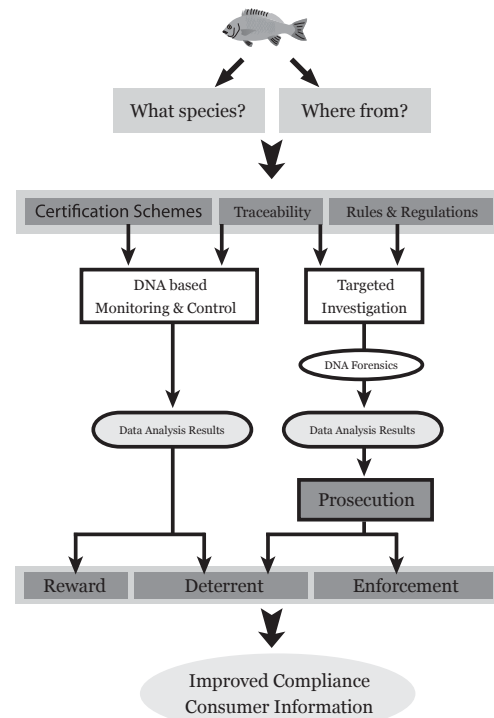 What species?
Where from?
Certification Schemes
Traceability
Rules & Regulations
DNA based
Monitoring & Control
Targeted
Investigation
DNA Forensics
Data Analysis Results
Data Analysis Results
Prosecution
Reward
Deterrent
Enforcement
Improved Compliance
Consumer Information